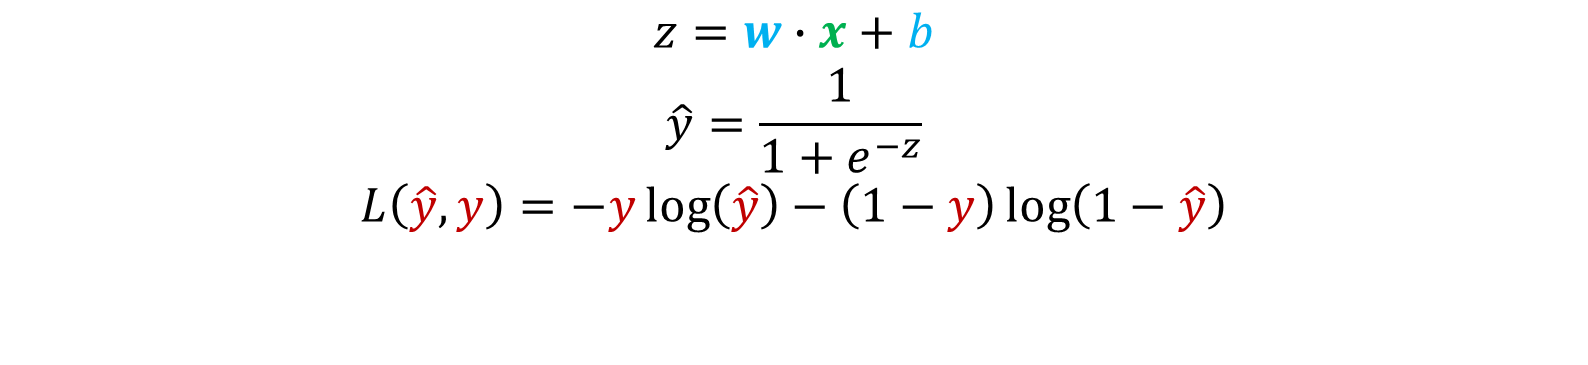 z = w · x + b
ŷ = 1 / (1 + e^{−z})
L(ŷ, y) = −y log(ŷ) − (1 − y) log(1 − ŷ)